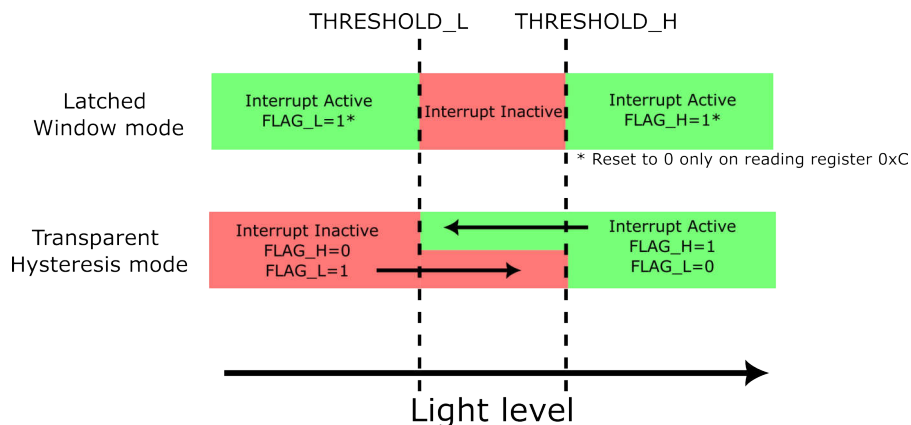 THRESHOLD_L THRESHOLD_H
Latched
Window mode
Interrupt Active
FLAG_L=1*
Interrupt Inactive
Interrupt Active
FLAG_H=1*
* Reset to 0 only on reading register 0xC
Transparent
Hysteresis mode
Interrupt Inactive
FLAG_H=0
FLAG_L=1
Interrupt Active
FLAG_H=1
FLAG_L=0
Light level